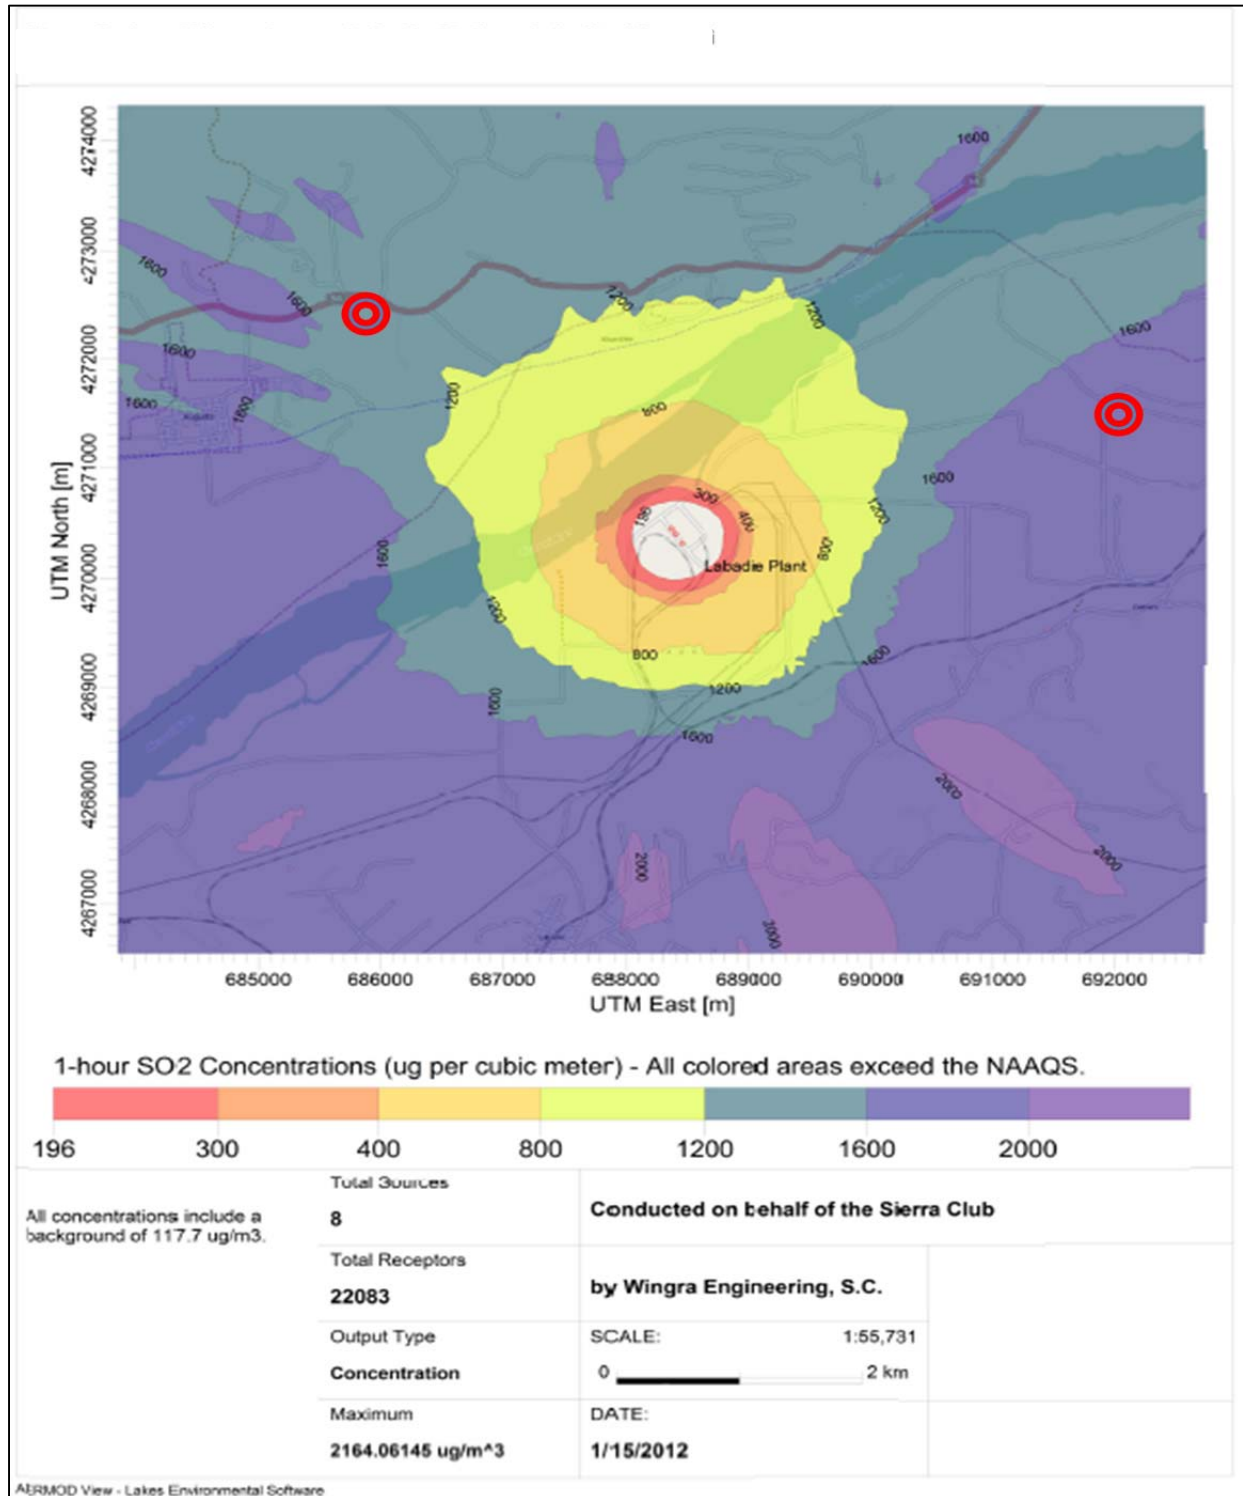 4274000
4273000
4272000
4271000
4270000
4269000
4268000
4267000
UTM North [m]
1600
1600
1600
1200
1200
1600
1600
1600
1600
1200
800
1600
300
196
400
1200
800
Labadie Plant
1600
1200
800
1600
1200
1600
1600
2000
2000
2000
2000
685000 686000 687000 688000 689000 690000 691000 692000
UTM East [m]
1-hour SO2 Concentrations (ug per cubic meter) - All colored areas exceed the NAAQS.
196 300 400 800 1200 1600 2000
All concentrations include a
background of 117.7 ug/m3.
Total Sources
8
Conducted on behalf of the Sierra Club
Total Receptors
22083
by Wingra Engineering, S.C.
Output Type
Concentration
SCALE: 1:55,731
0 2 km
Maximum
2164.06145 ug/m^3
DATE:
1/15/2012
AERMOD View - Lakes Environmental Software